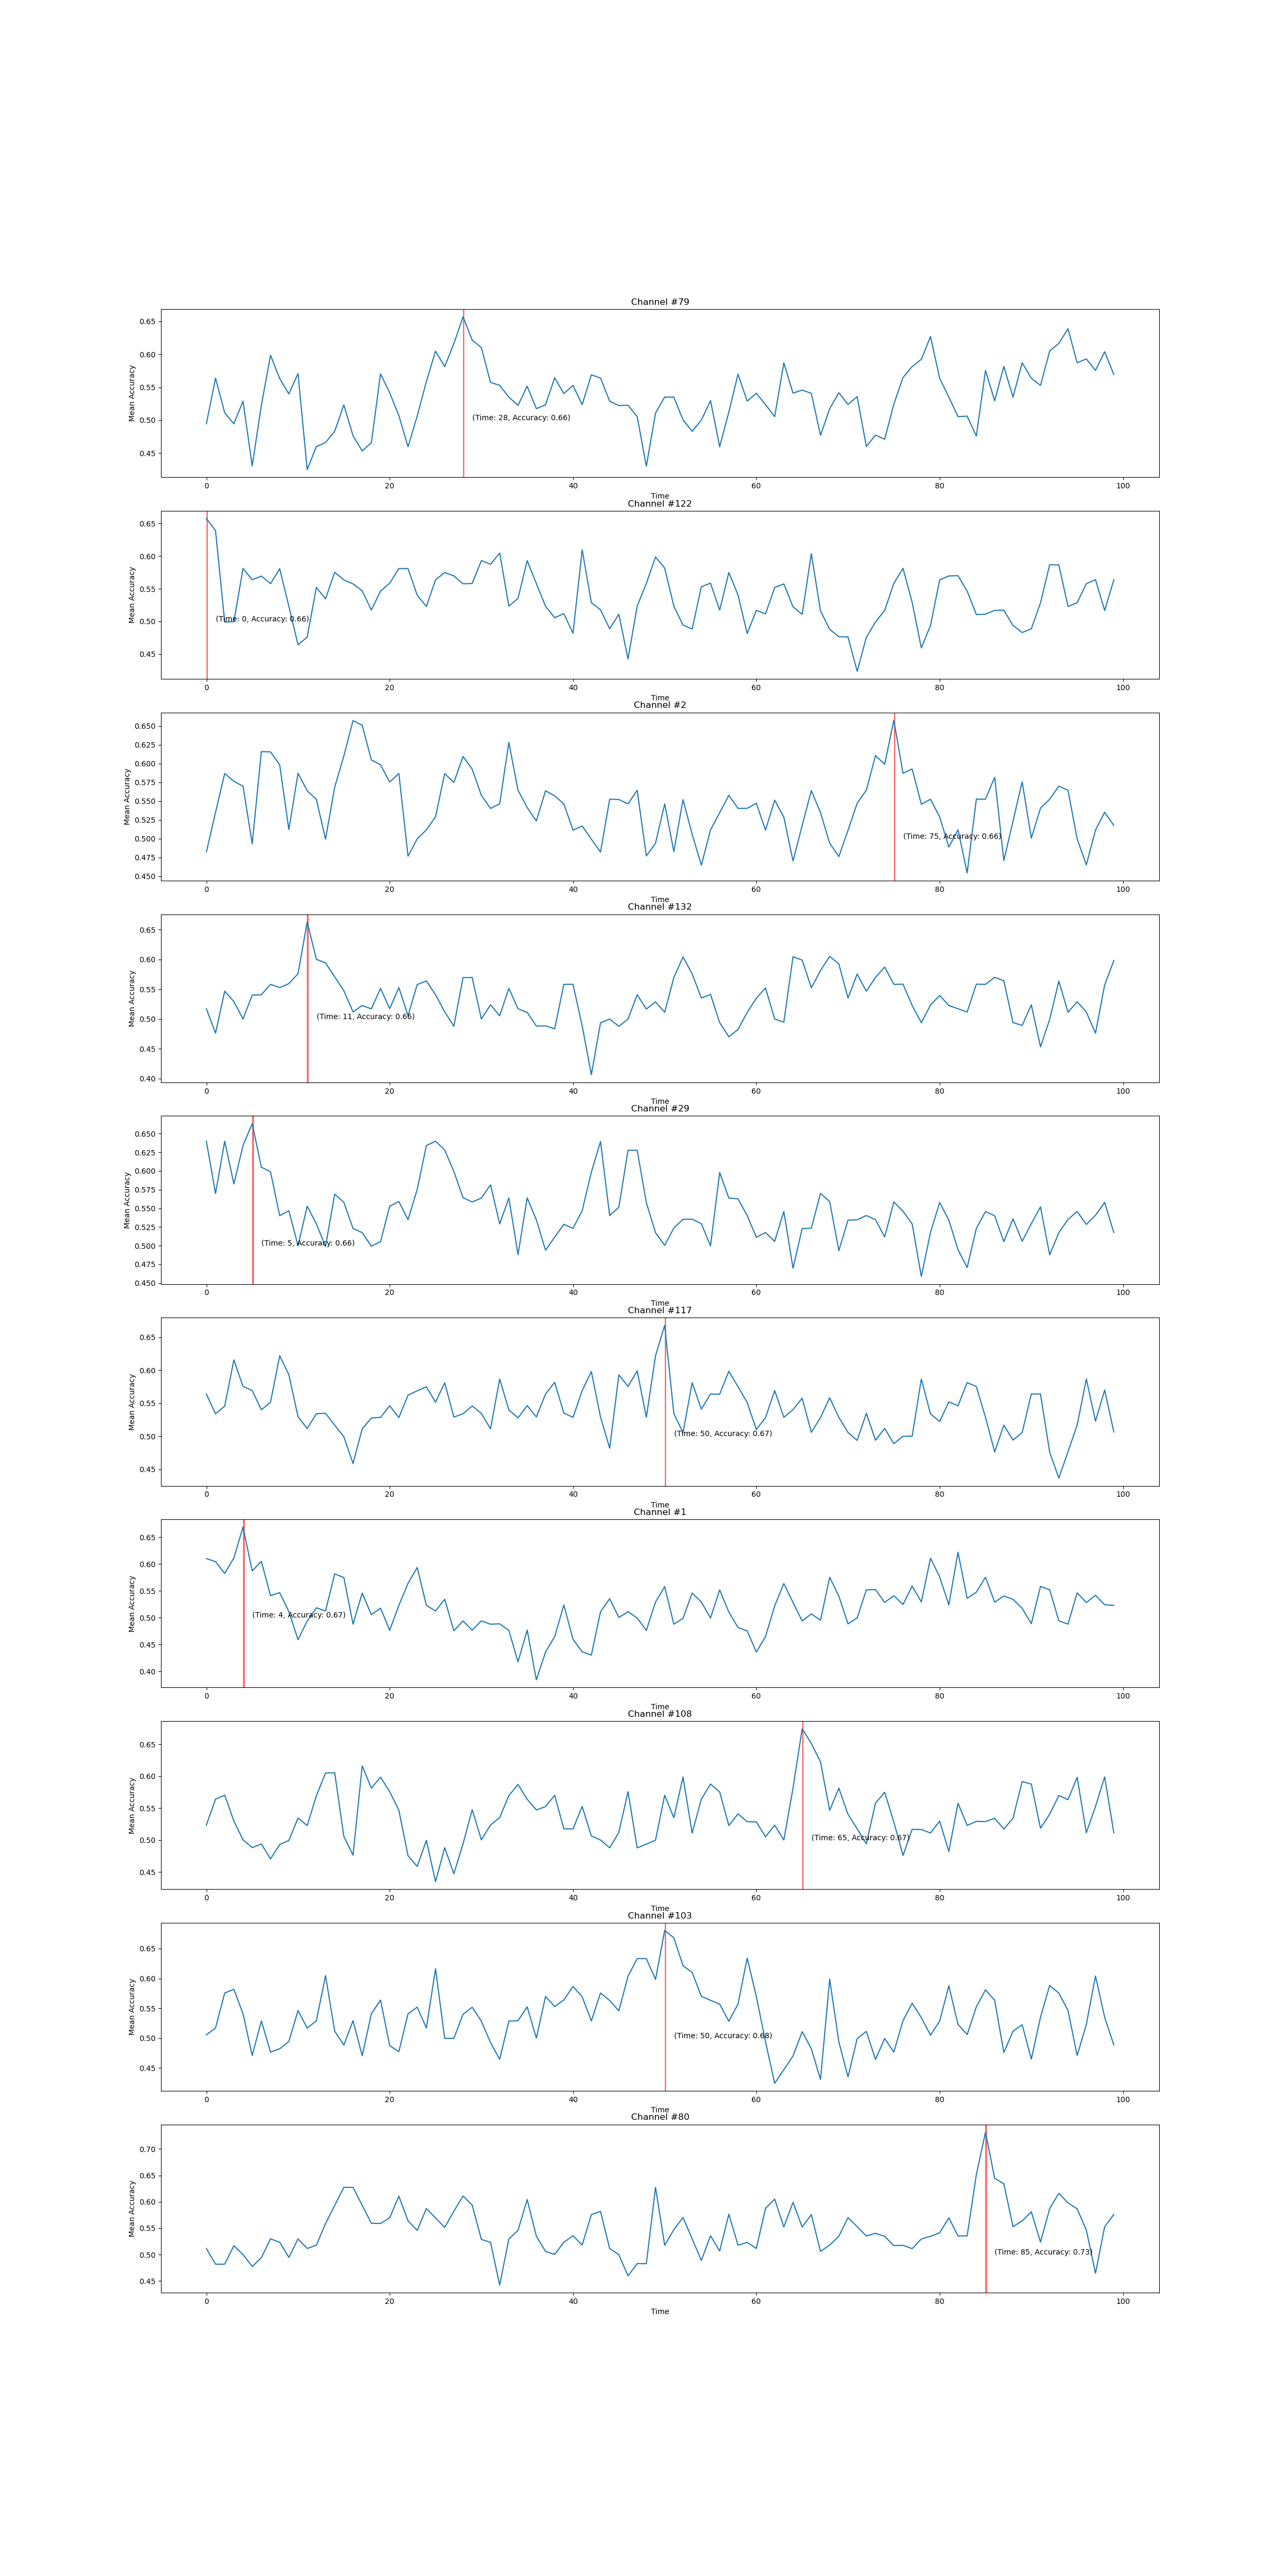 Channel #79
Mean Accuracy
0.65
0.60
0.55
0.50
0.45
(Time: 28, Accuracy: 0.66)
0 20 40 60 80 100
Time
Channel #122
Mean Accuracy
0.65
0.60
0.55
0.50
0.45
(Time: 0, Accuracy: 0.66)
0 20 40 60 80 100
Time
Channel #2
Mean Accuracy
0.650
0.625
0.600
0.575
0.550
0.525
0.500
0.475
0.450
(Time: 75, Accuracy: 0.66)
0 20 40 60 80 100
Time
Channel #132
Mean Accuracy
0.65
0.60
0.55
0.50
0.45
0.40
(Time: 11, Accuracy: 0.66)
0 20 40 60 80 100
Time
Channel #29
Mean Accuracy
0.650
0.625
0.600
0.575
0.550
0.525
0.500
0.475
0.450
(Time: 5, Accuracy: 0.66)
0 20 40 60 80 100
Time
Channel #117
Mean Accuracy
0.65
0.60
0.55
0.50
0.45
(Time: 50, Accuracy: 0.67)
0 20 40 60 80 100
Time
Channel #1
Mean Accuracy
0.65
0.60
0.55
0.50
0.45
0.40
(Time: 4, Accuracy: 0.67)
0 20 40 60 80 100
Time
Channel #108
Mean Accuracy
0.65
0.60
0.55
0.50
0.45
(Time: 65, Accuracy: 0.67)
0 20 40 60 80 100
Time
Channel #103
Mean Accuracy
0.65
0.60
0.55
0.50
0.45
(Time: 50, Accuracy: 0.68)
0 20 40 60 80 100
Time
Channel #80
Mean Accuracy
0.70
0.65
0.60
0.55
0.50
0.45
(Time: 85, Accuracy: 0.73)
0 20 40 60 80 100
Time